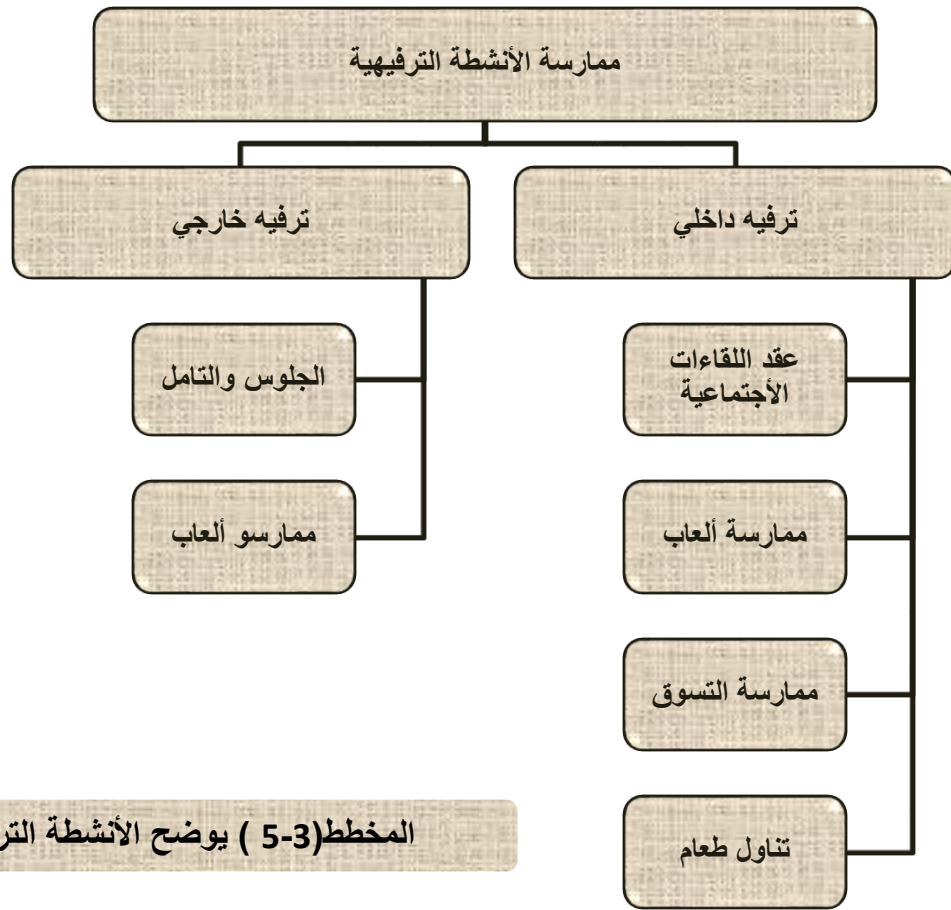 ممارسة الأنشطة الترفيهية
ترفيه داخلي
ترفيه خارجي
عقد اللقاءات
الأجتماعية
ممارسة ألعاب
ممارسة التسوق
تناول طعام
الجلوس والتامل
ممارسو ألعاب
المخطط(3-5 ) يوضح الأنشطة